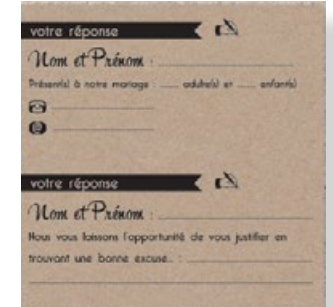 votre réponse
Nom et Prénom :
Présent(s) à notre mariage : ...... adulte(s) et ...... enfant(s)
votre réponse
Nom et Prénom :
Nous vous laissons l'opportunité de vous justifier en
trouvant une bonne excuse.. :